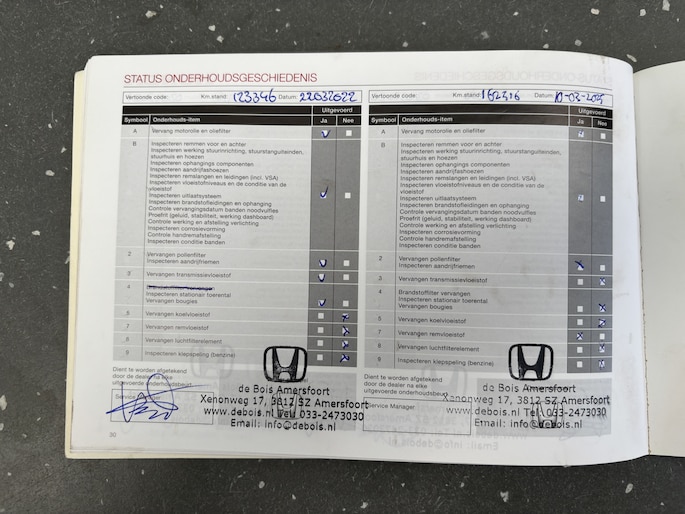 STATUS ONDERHOUDSGESCHIEDENIS
Vertoonde code: Km.stand: 123346 Datum: 22032022
Uitgevoerd
Symbool Onderhouds-item Ja Nee
A Vervang motorolie en oliefilter
B Inspecteren remmen voor en achter
Inspecteren werking stuurinrichting, stuurstanguiteinden,
stuurhuis en hoezen
Inspecteren ophangings componenten
Inspecteren aandrijfashoezen
Inspecteren remslangen en leidingen (incl. VSA)
Inspecteren vloeistofniveaus en de conditie van de
vloeistof
Inspecteren uitlaatsysteem
Inspecteren brandstofleidingen en ophanging
Controle vervangingsdatum banden noodvulfles
Proefrit (geluid, stabiliteit, werking dashboard)
Controle werking en afstelling verlichting
Inspecteren corrosievorming
Controle handremafstelling
Inspecteren conditie banden
2 Vervangen pollenfilter
Inspecteren aandrijfriemen
3 Vervangen transmissievloeistof
4
Inspecteren stationair toerental
Vervangen bougies
5 Vervangen koelvloeistof
7 Vervangen remvloeistof
8 Vervangen luchtfilterelement
9 Inspecteren klepspeling (benzine)
Dient te worden afgetekend
door de dealer na elke
uitgevoerde onderhoudsbeurt
Service
de Bois Amersfoort
Xenonweg 17, 3812 SZ Amersfoort
www.debois.nl Tel. 033-2473030
Email: info@debois.nl
30
Vertoonde code: Km.stand: 162316 Datum:
Uitgevoerd
Symbool Onderhouds-item Ja Nee
A Vervang motorolie en oliefilter
B Inspecteren remmen voor en achter
Inspecteren werking stuurinrichting, stuurstanguiteinden,
stuurhuis en hoezen
Inspecteren ophangings componenten
Inspecteren aandrijfashoezen
Inspecteren remslangen en leidingen (incl. VSA)
Inspecteren vloeistofniveaus en de conditie van de
vloeistof
Inspecteren uitlaatsysteem
Inspecteren brandstofleidingen en ophanging
Controle vervangingsdatum banden noodvulfles
Proefrit (geluid, stabiliteit, werking dashboard)
Controle werking en afstelling verlichting
Inspecteren corrosievorming
Controle handremafstelling
Inspecteren conditie banden
2 Vervangen pollenfilter
Inspecteren aandrijfriemen
3 Vervangen transmissievloeistof
4 Brandstoffilter vervangen
Inspecteren stationair toerental
Vervangen bougies
5 Vervangen koelvloeistof
7 Vervangen remvloeistof
8 Vervangen luchtfilterelement
9 Inspecteren klepspeling (benzine)
Dient te worden afgetekend
door de dealer na elke
uitgevoerde onderhoudsbeurt
Service Manager
de Bois Amersfoort
Xenonweg 17, 3812 SZ Amersfoort
www.debois.nl Tel. 033-2473030
Email: info@debois.nl